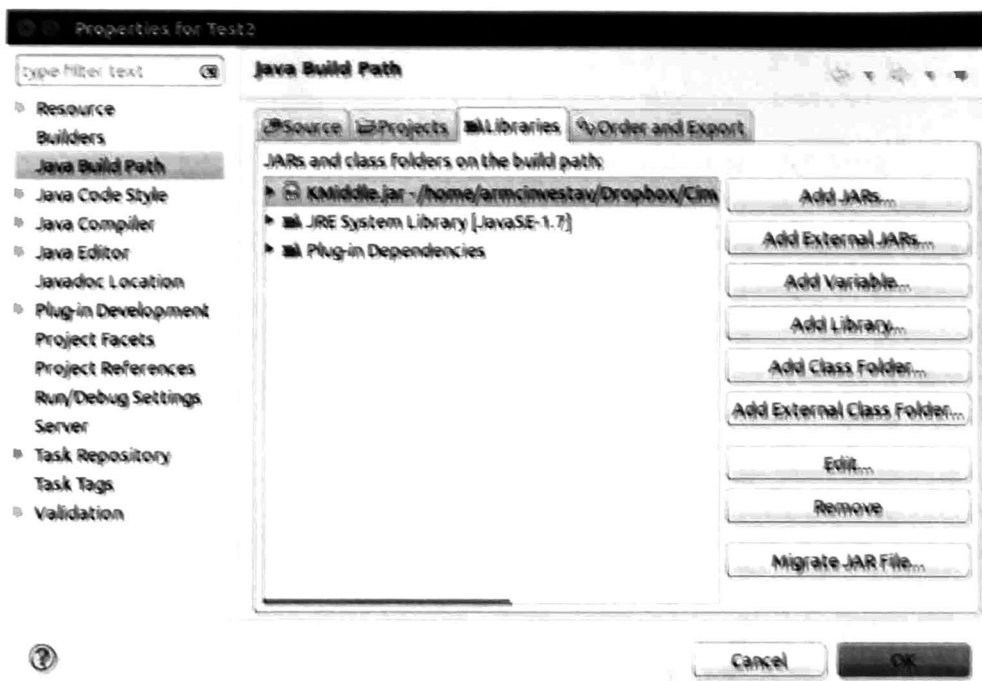 Properties for Test2
type filter text
Java Build Path
Resource
Builders
Java Build Path
Java Code Style
Java Compiler
Java Editor
Javadoc Location
Plug-in Development
Project Facets
Project References
Run/Debug Settings
Server
Task Repository
Task Tags
Validation
Source Projects Libraries Order and Export
JARs and class folders on the build path:
KMiddle.jar - /home/armcinvestav/Dropbox/Cin
JRE System Library [JavaSE-1.7]
Plug-in Dependencies
Add JARs...
Add External JARs...
Add Variable...
Add Library...
Add Class Folder...
Add External Class Folder...
Edit...
Remove
Migrate JAR File...
Cancel
OK